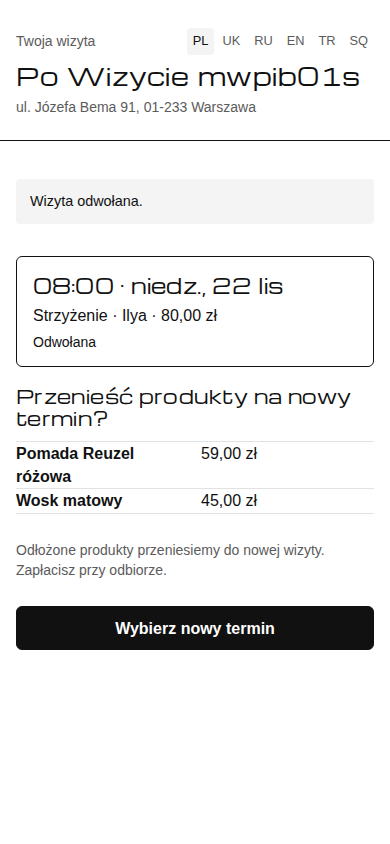 Twoja wizyta
PL UK RU EN TR SQ
Po Wizycie mwpib01s
ul. Józefa Bema 91, 01-233 Warszawa
Wizyta odwołana.
08:00 · niedz., 22 lis
Strzyżenie · Ilya · 80,00 zł
Odwołana
Przenieść produkty na nowy
termin?
Pomada Reuzel 59,00 zł
różowa
Wosk matowy 45,00 zł
Odłożone produkty przeniesiemy do nowej wizyty.
Zapłacisz przy odbiorze.
Wybierz nowy termin